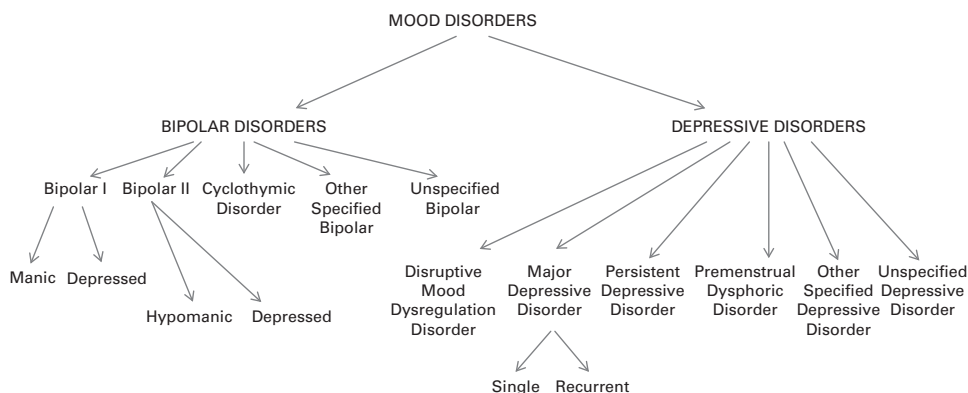 MOOD DISORDERS
BIPOLAR DISORDERS
DEPRESSIVE DISORDERS
Bipolar I
Bipolar II
Cyclothymic
Disorder
Other
Specified
Bipolar
Unspecified
Bipolar
Manic
Depressed
Hypomanic
Depressed
Disruptive
Mood
Dysregulation
Disorder
Major
Depressive
Disorder
Persistent
Depressive
Disorder
Premenstrual
Dysphoric
Disorder
Other
Specified
Depressive
Disorder
Unspecified
Depressive
Disorder
Single
Recurrent